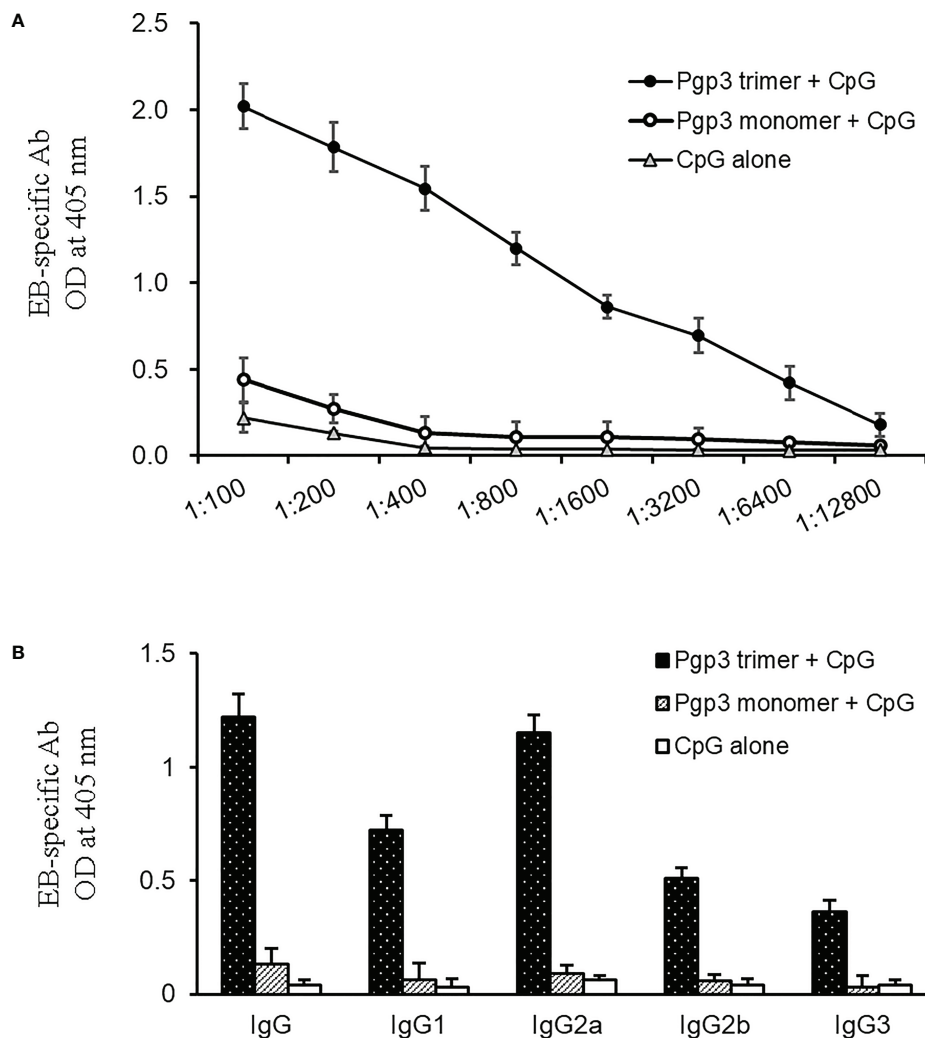 A
EB-specific Ab
OD at 405 nm
2.5
2.0
1.5
1.0
0.5
0.0
Pgp3 trimer + CpG
Pgp3 monomer + CpG
CpG alone
1:100
1:200
1:400
1:800
1:1600
1:3200
1:6400
1:12800
B
EB-specific Ab
OD at 405 nm
1.5
1
0.5
0
Pgp3 trimer + CpG
Pgp3 monomer + CpG
CpG alone
IgG
IgG1
IgG2a
IgG2b
IgG3